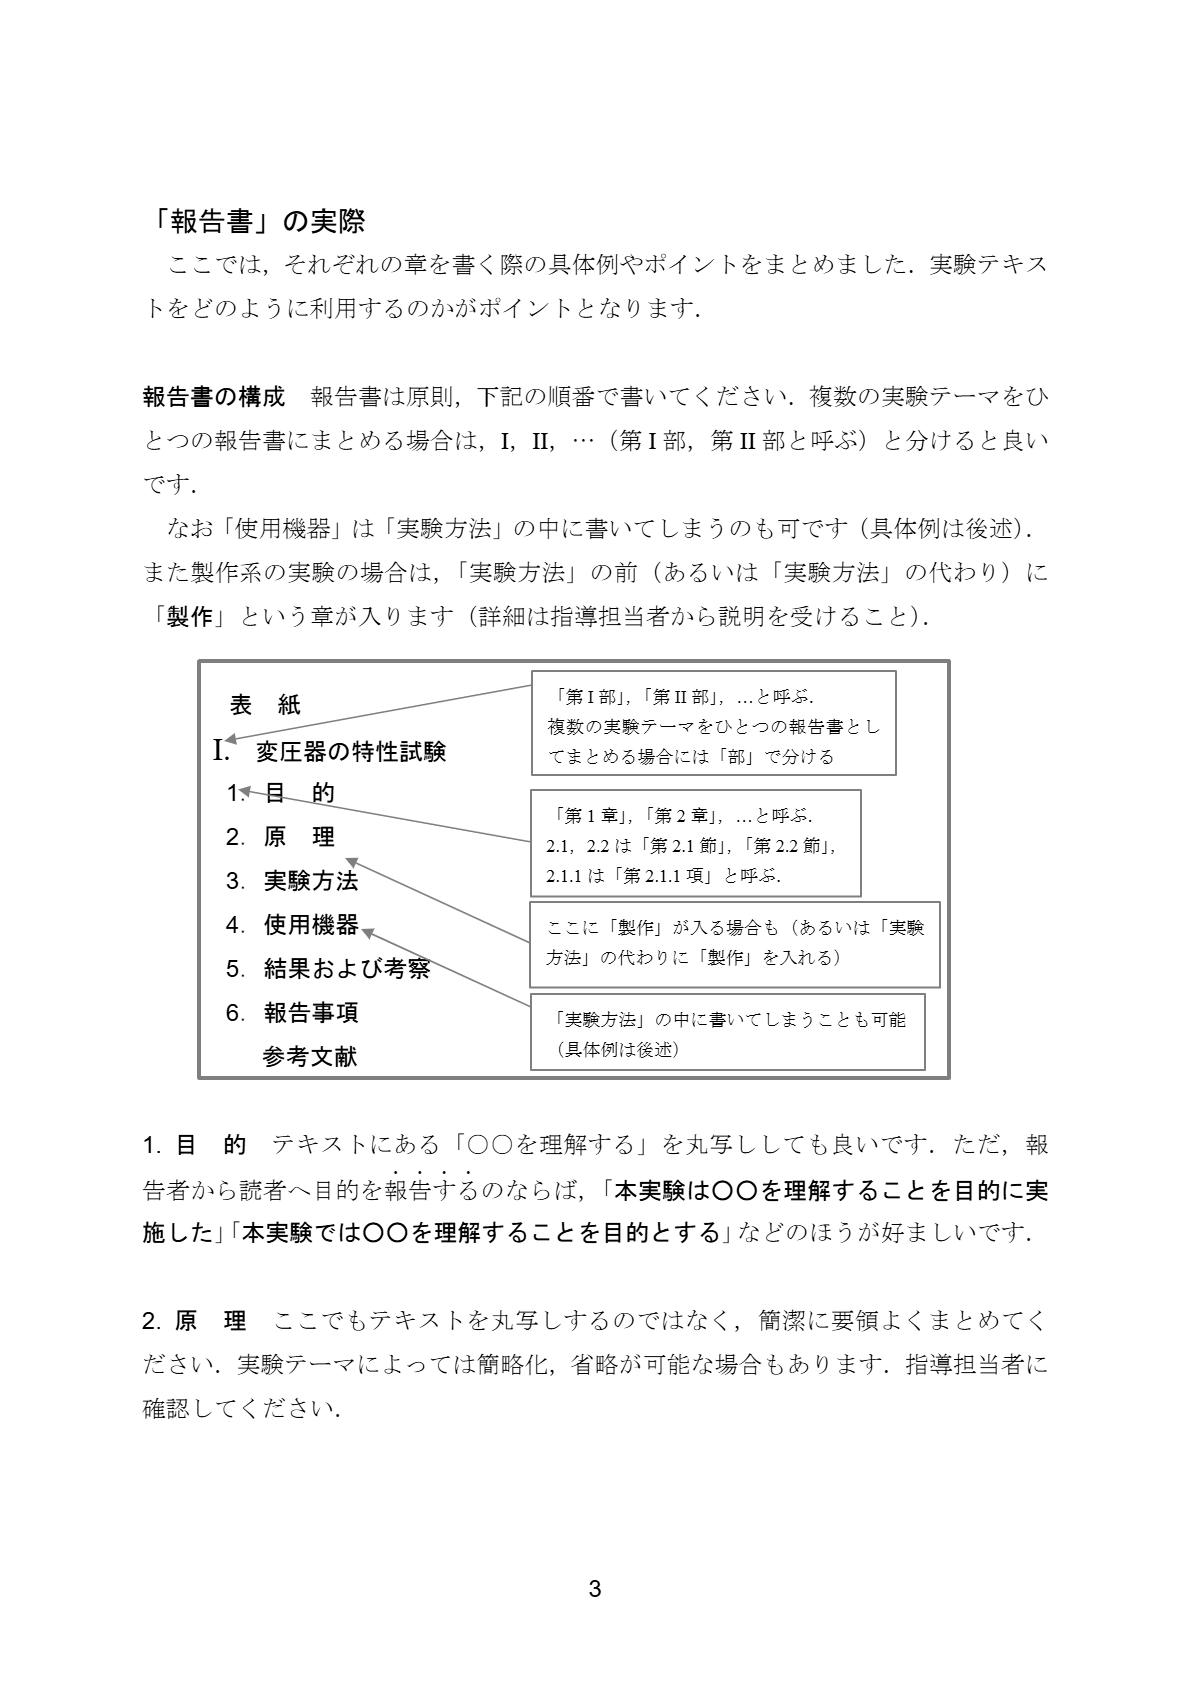 「報告書」の実際
ここでは，それぞれの章を書く際の具体例やポイントをまとめました．実験テキス
トをどのように利用するのかがポイントとなります．
報告書の構成　報告書は原則，下記の順番で書いてください．複数の実験テーマをひ
とつの報告書にまとめる場合は，I，II，…（第 I 部，第 II 部と呼ぶ）と分けると良い
です．
なお「使用機器」は「実験方法」の中に書いてしまうのも可です（具体例は後述）．
また製作系の実験の場合は，「実験方法」の前（あるいは「実験方法」の代わり）に
「製作」という章が入ります（詳細は指導担当者から説明を受けること）．
表　紙
I.　変圧器の特性試験
1.　目　的
2.　原　理
3.　実験方法
4.　使用機器
5.　結果および考察
6.　報告事項
参考文献
「第 I 部」，「第 II 部」，…と呼ぶ．
複数の実験テーマをひとつの報告書とし
てまとめる場合には「部」で分ける
「第 1 章」，「第 2 章」，…と呼ぶ．
2.1，2.2 は「第 2.1 節」，「第 2.2 節」，
2.1.1 は「第 2.1.1 項」と呼ぶ．
ここに「製作」が入る場合も（あるいは「実験
方法」の代わりに「製作」を入れる）
「実験方法」の中に書いてしまうことも可能
（具体例は後述）
1. 目　的　テキストにある「○○を理解する」を丸写ししても良いです．ただ，報
告者から読者へ目的を報告するのならば，「本実験は〇〇を理解することを目的に実
施した」「本実験では〇〇を理解することを目的とする」などのほうが好ましいです．
2. 原　理　ここでもテキストを丸写しするのではなく，簡潔に要領よくまとめてく
ださい．実験テーマによっては簡略化，省略が可能な場合もあります．指導担当者に
確認してください．
3